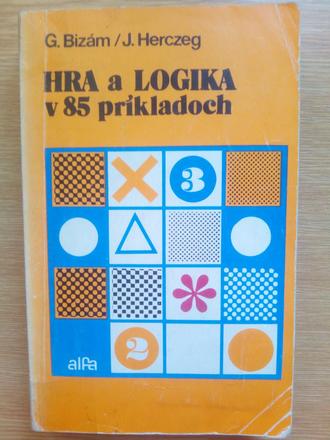 G. Bizám/J. Herczeg
HRA a LOGIKA
v 85 príkladoch
3
2
alfa